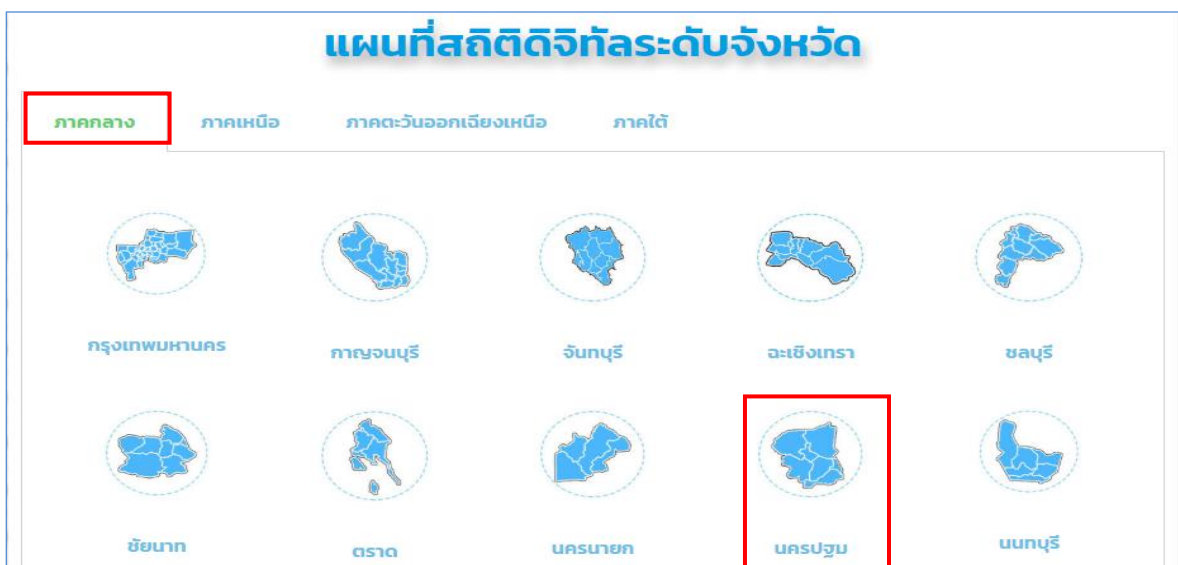 แผนที่สถิติดิจิทัลระดับจังหวัด
ภาคกลาง ภาคเหนือ ภาคตะวันออกเฉียงเหนือ ภาคใต้
กรุงเทพมหานคร กาญจนบุรี จันทบุรี ฉะเชิงเทรา ชลบุรี
ชัยนาท ตราด นครนายก นครปฐม นนทบุรี